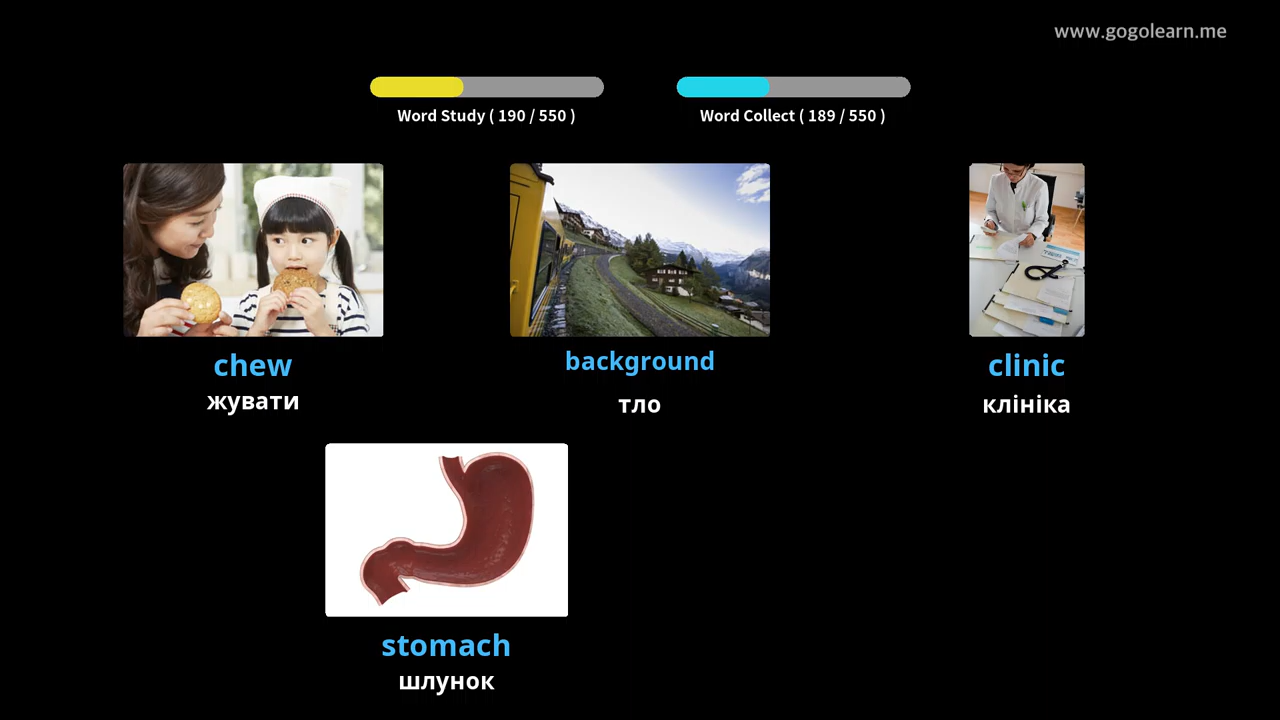 www.gogolearn.me
Word Study ( 190 / 550 )
Word Collect ( 189 / 550 )
chew
жувати
background
тло
clinic
клініка
stomach
шлунок